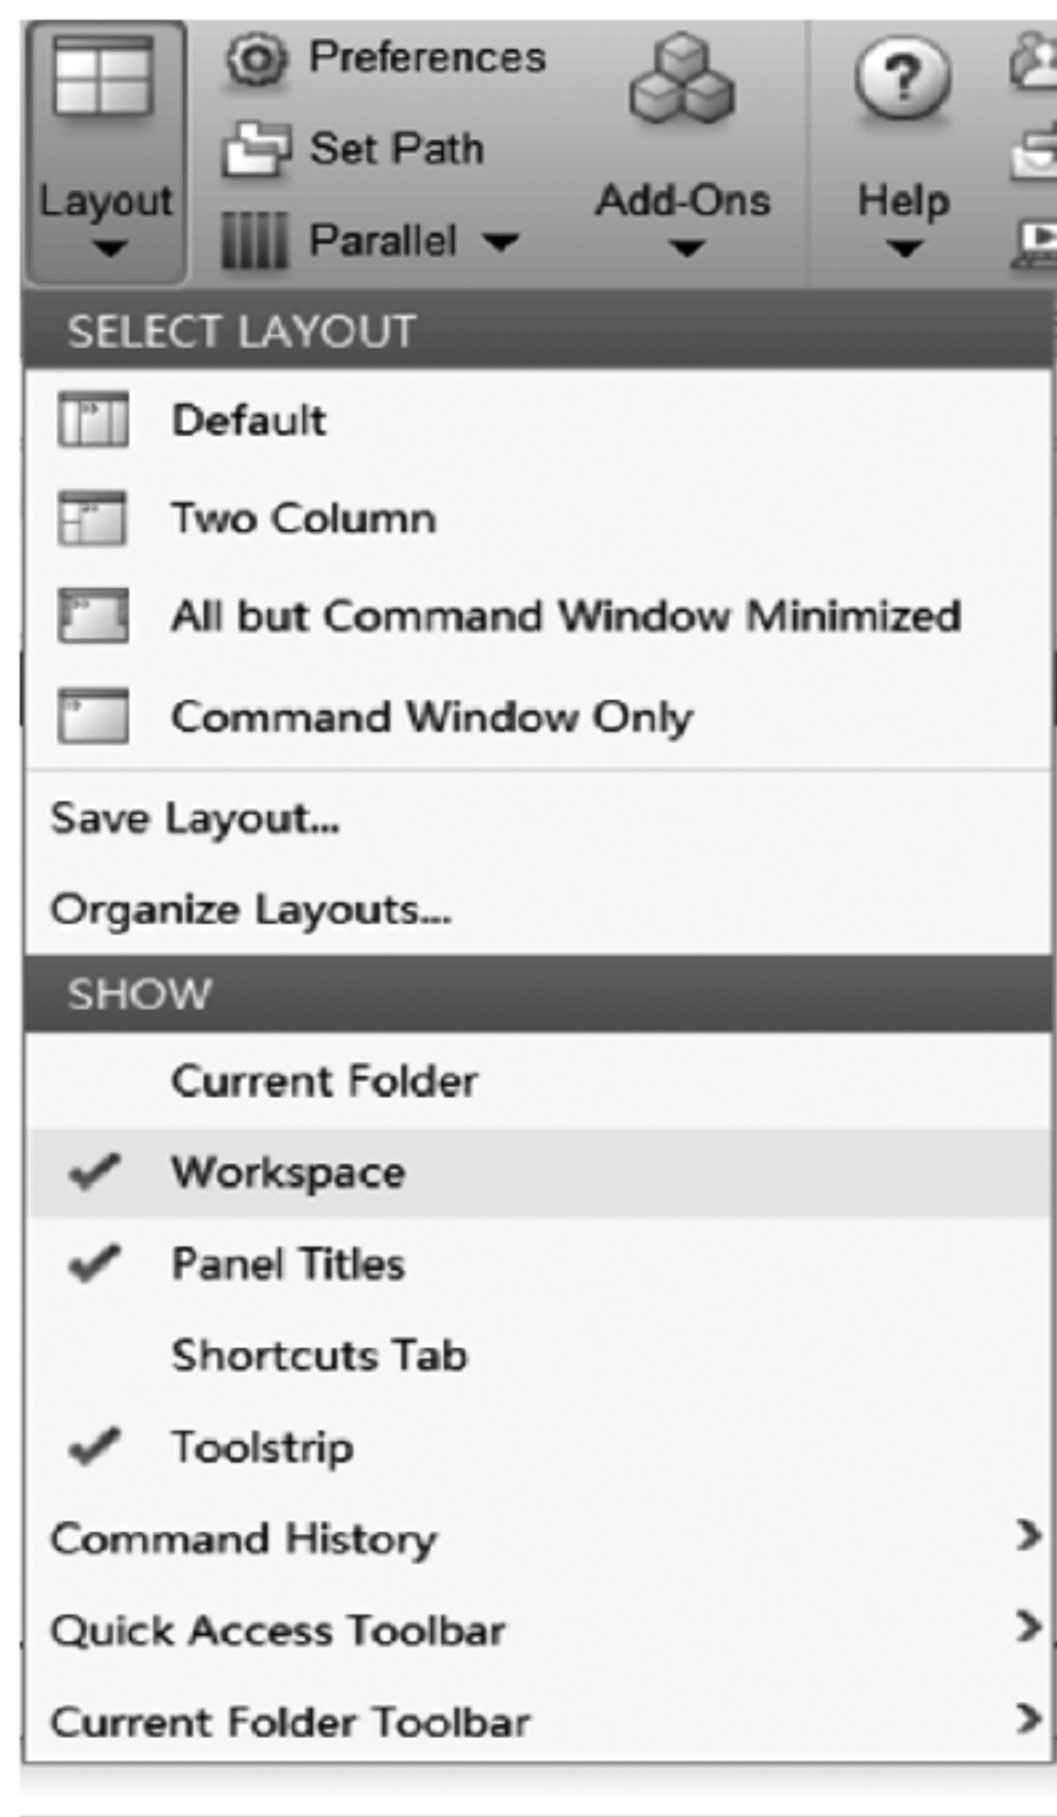 Preferences
Set Path
Layout
Parallel
Add-Ons
Help
SELECT LAYOUT
Default
Two Column
All but Command Window Minimized
Command Window Only
Save Layout...
Organize Layouts...
SHOW
Current Folder
Workspace
Panel Titles
Shortcuts Tab
Toolstrip
Command History
Quick Access Toolbar
Current Folder Toolbar